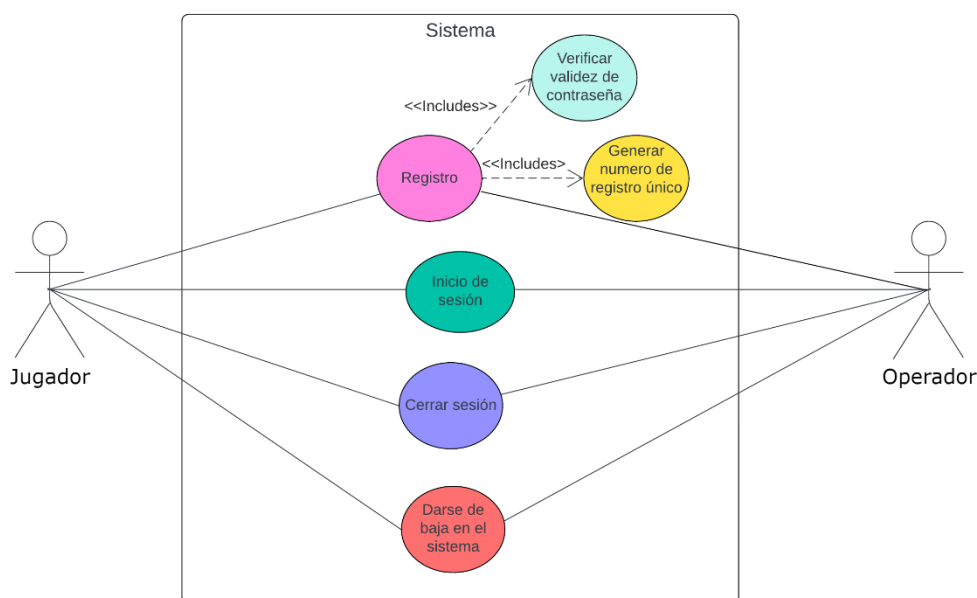 Sistema
Verificar
validez de
contraseña
<<Includes>>
Generar
numero de
registro único
<<Includes>
Registro
Inicio de
sesión
Jugador
Operador
Cerrar sesión
Darse de
baja en el
sistema